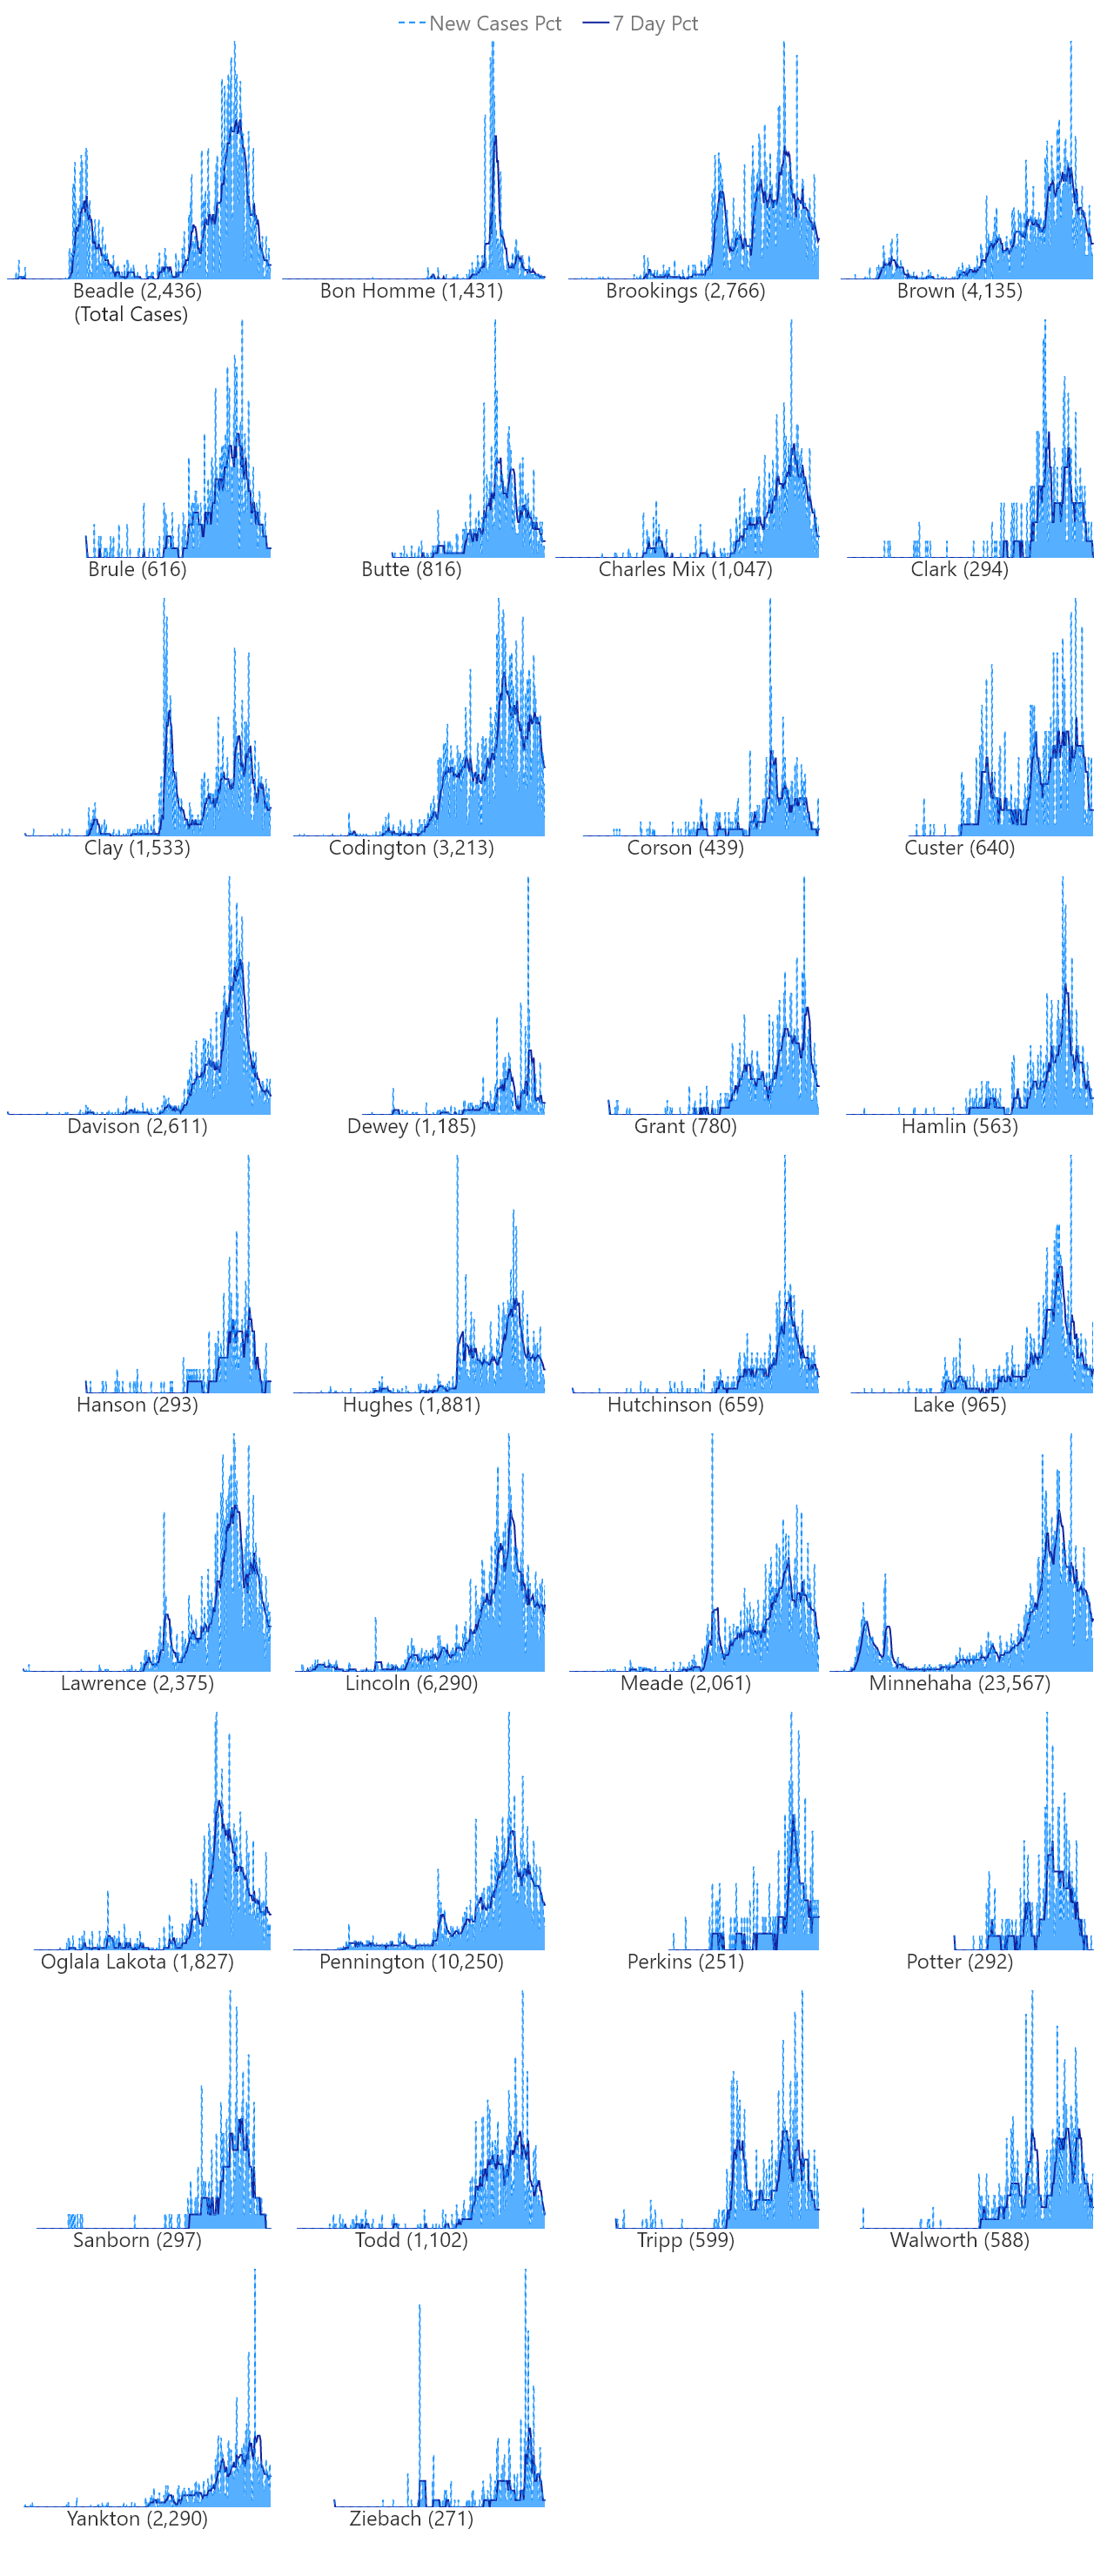 New Cases Pct 7 Day Pct
Beadle (2,436) Bon Homme (1,431) Brookings (2,766) Brown (4,135)
(Total Cases)
Brule (616) Butte (816) Charles Mix (1,047) Clark (294)
Clay (1,533) Codington (3,213) Corson (439) Custer (640)
Davison (2,611) Dewey (1,185) Grant (780) Hamlin (563)
Hanson (293) Hughes (1,881) Hutchinson (659) Lake (965)
Lawrence (2,375) Lincoln (6,290) Meade (2,061) Minnehaha (23,567)
Oglala Lakota (1,827) Pennington (10,250) Perkins (251) Potter (292)
Sanborn (297) Todd (1,102) Tripp (599) Walworth (588)
Yankton (2,290) Ziebach (271)